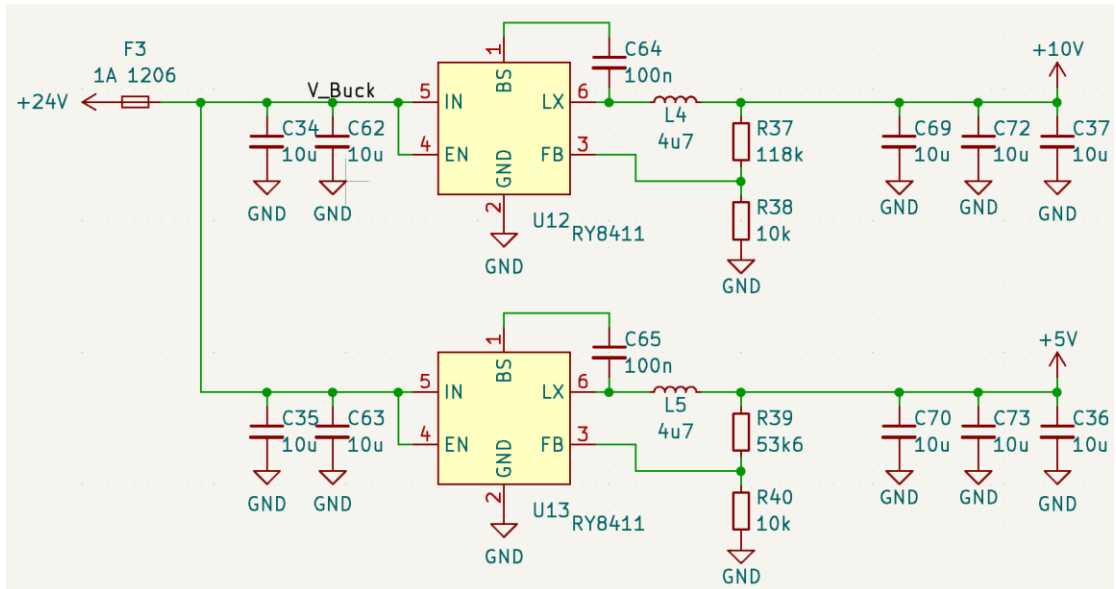 F3
1A 1206
+24V
V_Buck
C34
10u
GND
C62
10u
GND
5 IN
4 EN
1 BS
GND 2
LX 6
FB 3
U12
RY8411
GND
C64
100n
L4
4u7
R37
118k
R38
10k
GND
C69
10u
GND
C72
10u
GND
+10V
C37
10u
GND
C35
10u
GND
C63
10u
GND
5 IN
4 EN
1 BS
GND 2
LX 6
FB 3
U13
RY8411
GND
C65
100n
L5
4u7
R39
53k6
R40
10k
GND
C70
10u
GND
C73
10u
GND
+5V
C36
10u
GND